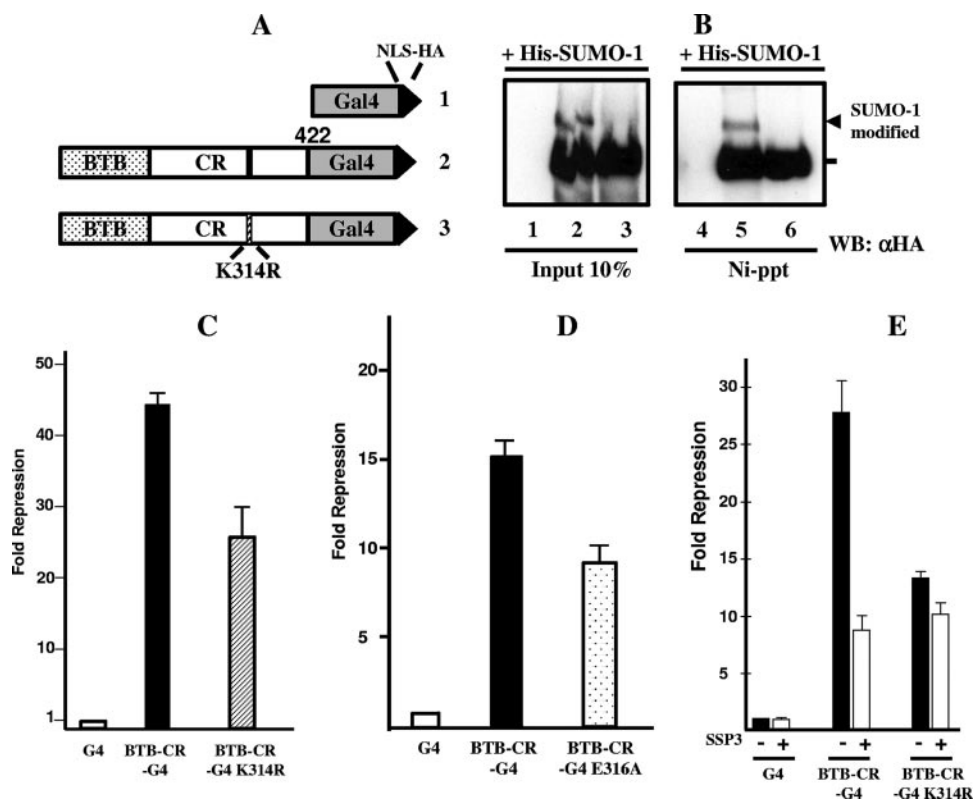 A
NLS-HA
Gal4
1
422
BTB
CR
Gal4
2
BTB
CR
Gal4
3
K314R
B
+ His-SUMO-1
+ His-SUMO-1
SUMO-1
modified
1 2 3
4 5 6
WB: αHA
Input 10%
Ni-ppt
C
Fold Repression
50
40
30
20
10
1
G4
BTB-CR
-G4
BTB-CR
-G4 K314R
D
Fold Repression
20
15
10
5
G4
BTB-CR
-G4
BTB-CR
-G4 E316A
E
Fold Repression
30
25
20
15
10
5
SSP3
- + - + - +
G4
BTB-CR
-G4
BTB-CR
-G4 K314R